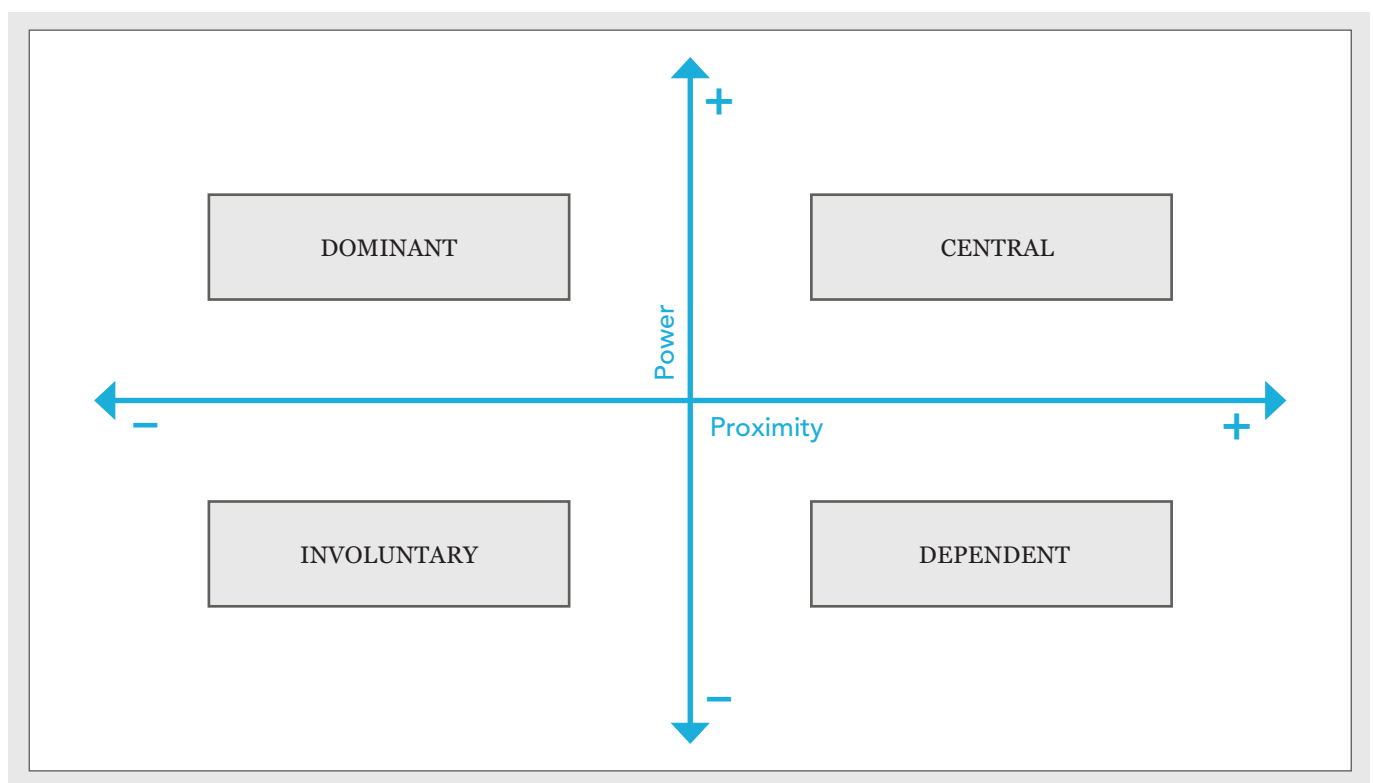 +
DOMINANT
CENTRAL
Power
−
Proximity
+
INVOLUNTARY
DEPENDENT
−